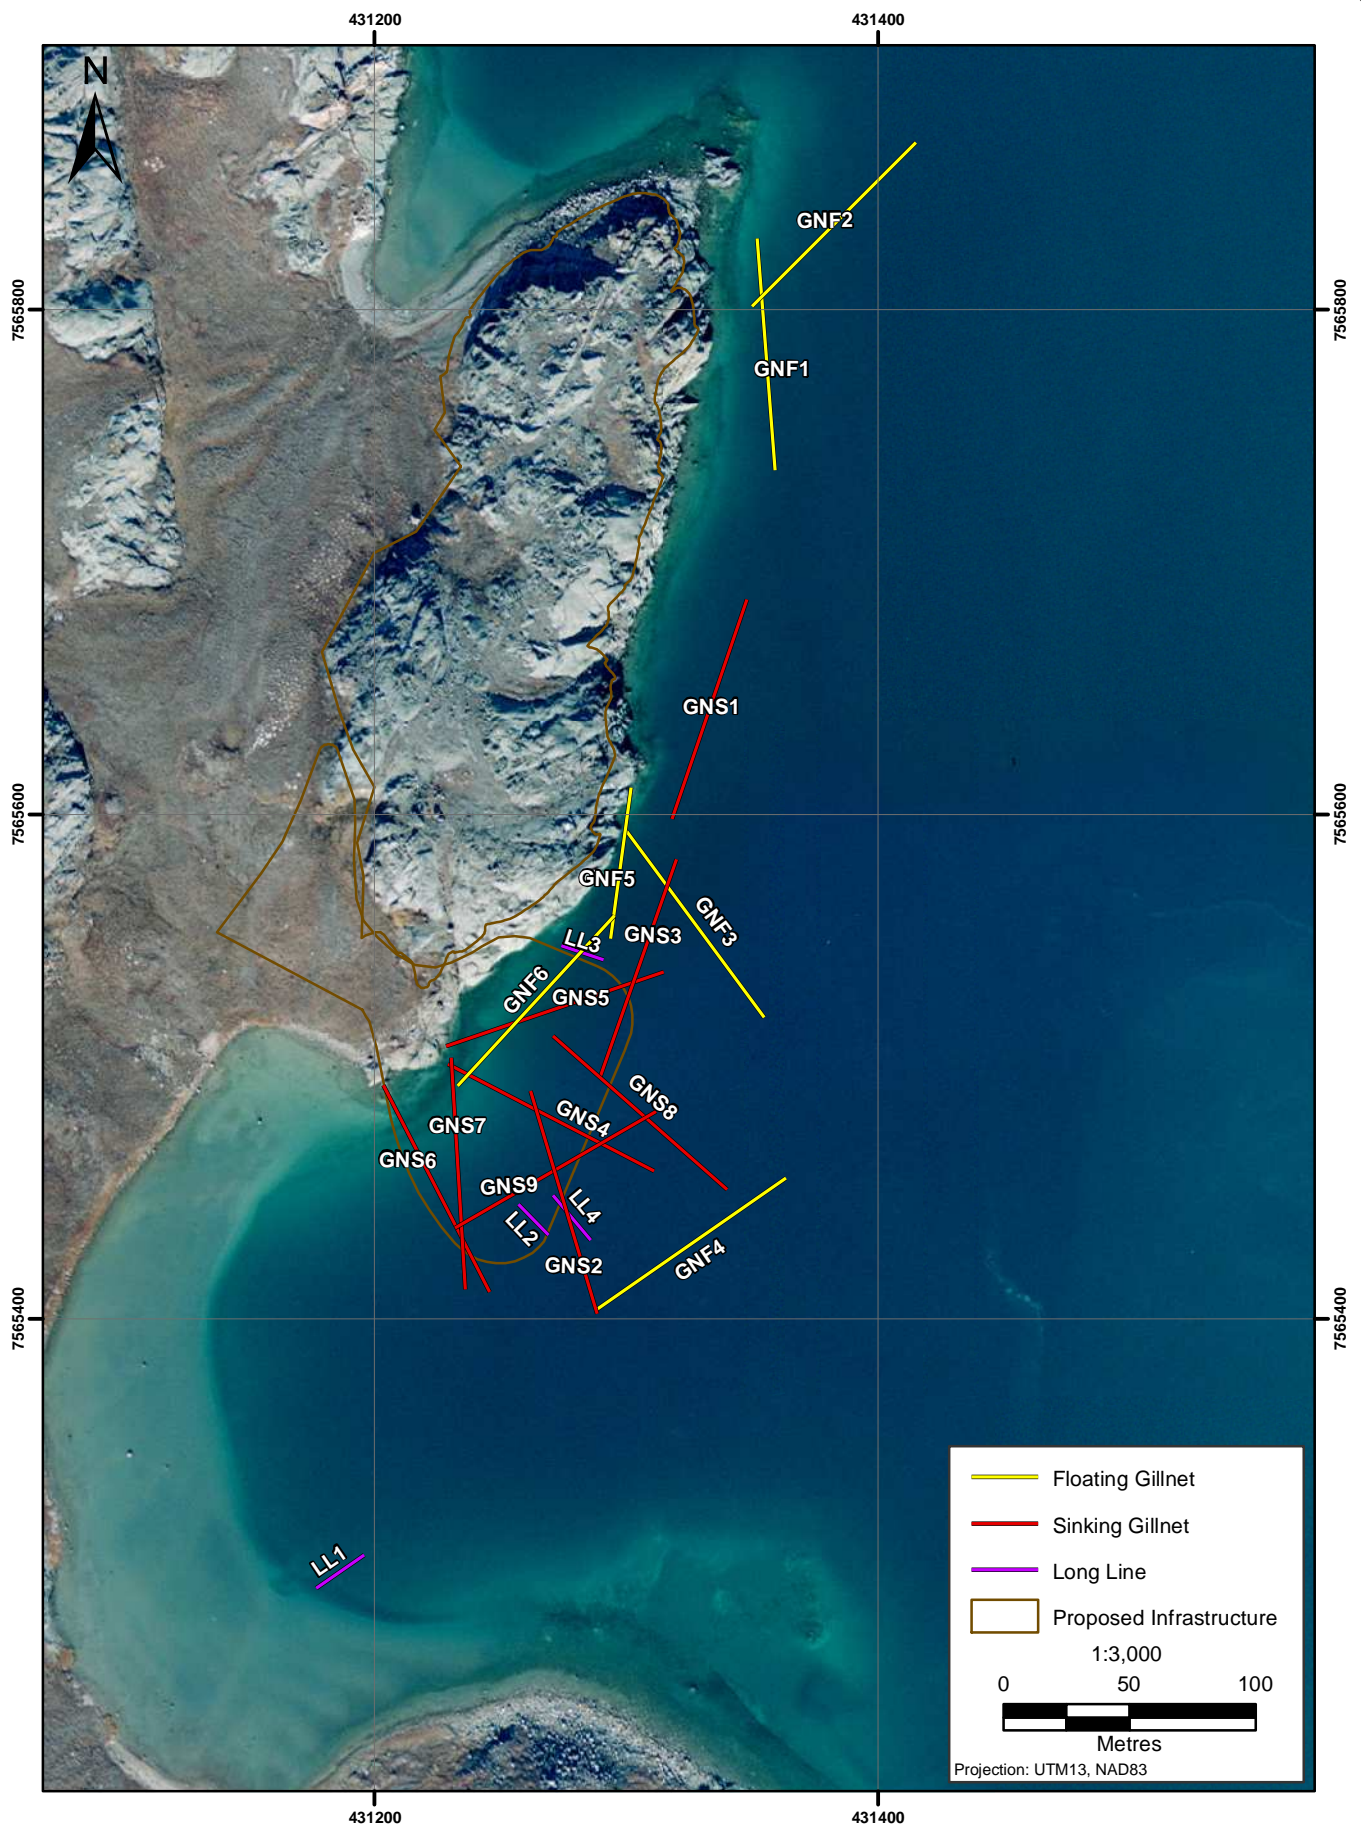 431200
431400
N
GNF2
7565800
7565800
GNF1
GNS1
7565600
7565600
GNF5
GNF3
GNS3
LL3
GNF6
GNS5
GNS8
GNS4
GNS7
GNS6
GNS9
LL4
LL2
GNF4
GNS2
7565400
7565400
LL1
Floating Gillnet
Sinking Gillnet
Long Line
Proposed Infrastructure
1:3,000
0 50 100
Metres
Projection: UTM13, NAD83
431200
431400